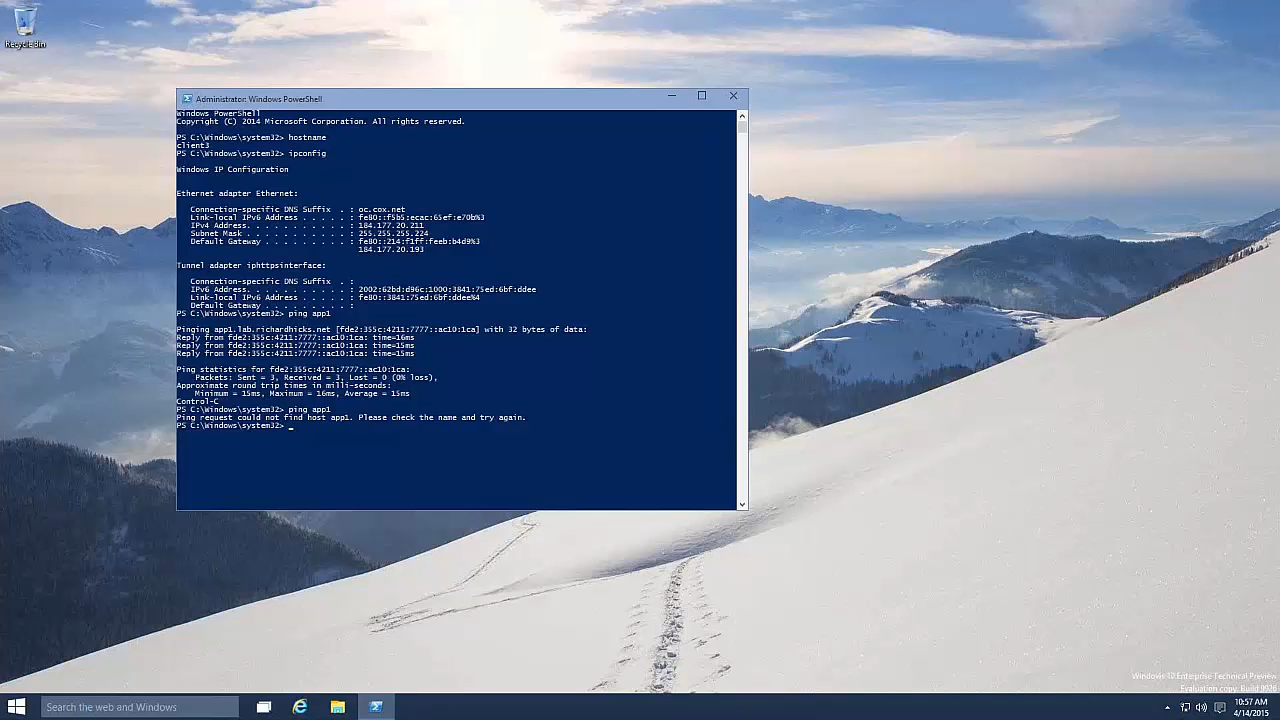 Recycle Bin
Administrator: Windows PowerShell
Windows PowerShell
Copyright (C) 2014 Microsoft Corporation. All rights reserved.
PS C:\Windows\system32> hostname
client3
PS C:\Windows\system32> ipconfig
Windows IP Configuration
Ethernet adapter Ethernet:
Connection-specific DNS Suffix . : oc.cox.net
Link-local IPv6 Address . . . . . : fe80::f5b5:ecac:65ef:e70b%3
IPv4 Address. . . . . . . . . . . : 184.177.20.211
Subnet Mask . . . . . . . . . . . : 255.255.255.224
Default Gateway . . . . . . . . . : fe80::214:f1ff:feeb:b4d9%3
184.177.20.193
Tunnel adapter iphttpsinterface:
Connection-specific DNS Suffix . :
IPv6 Address. . . . . . . . . . . : 2002:62bd:d96c:1000:3841:75ed:6bf:ddee
Link-local IPv6 Address . . . . . : fe80::3841:75ed:6bf:ddee%4
Default Gateway . . . . . . . . . :
PS C:\Windows\system32> ping app1
Pinging app1.lab.richardhicks.net [fde2:355c:4211:7777::ac10:1ca] with 32 bytes of data:
Reply from fde2:355c:4211:7777::ac10:1ca: time=16ms
Reply from fde2:355c:4211:7777::ac10:1ca: time=15ms
Reply from fde2:355c:4211:7777::ac10:1ca: time=15ms
Ping statistics for fde2:355c:4211:7777::ac10:1ca:
Packets: Sent = 3, Received = 3, Lost = 0 (0% loss),
Approximate round trip times in milli-seconds:
Minimum = 15ms, Maximum = 16ms, Average = 15ms
Control-C
PS C:\Windows\system32> ping app1
Ping request could not find host app1. Please check the name and try again.
PS C:\Windows\system32> _
Windows 10 Enterprise Technical Preview
Evaluation copy. Build 9926
Search the web and Windows
10:57 AM
4/14/2015